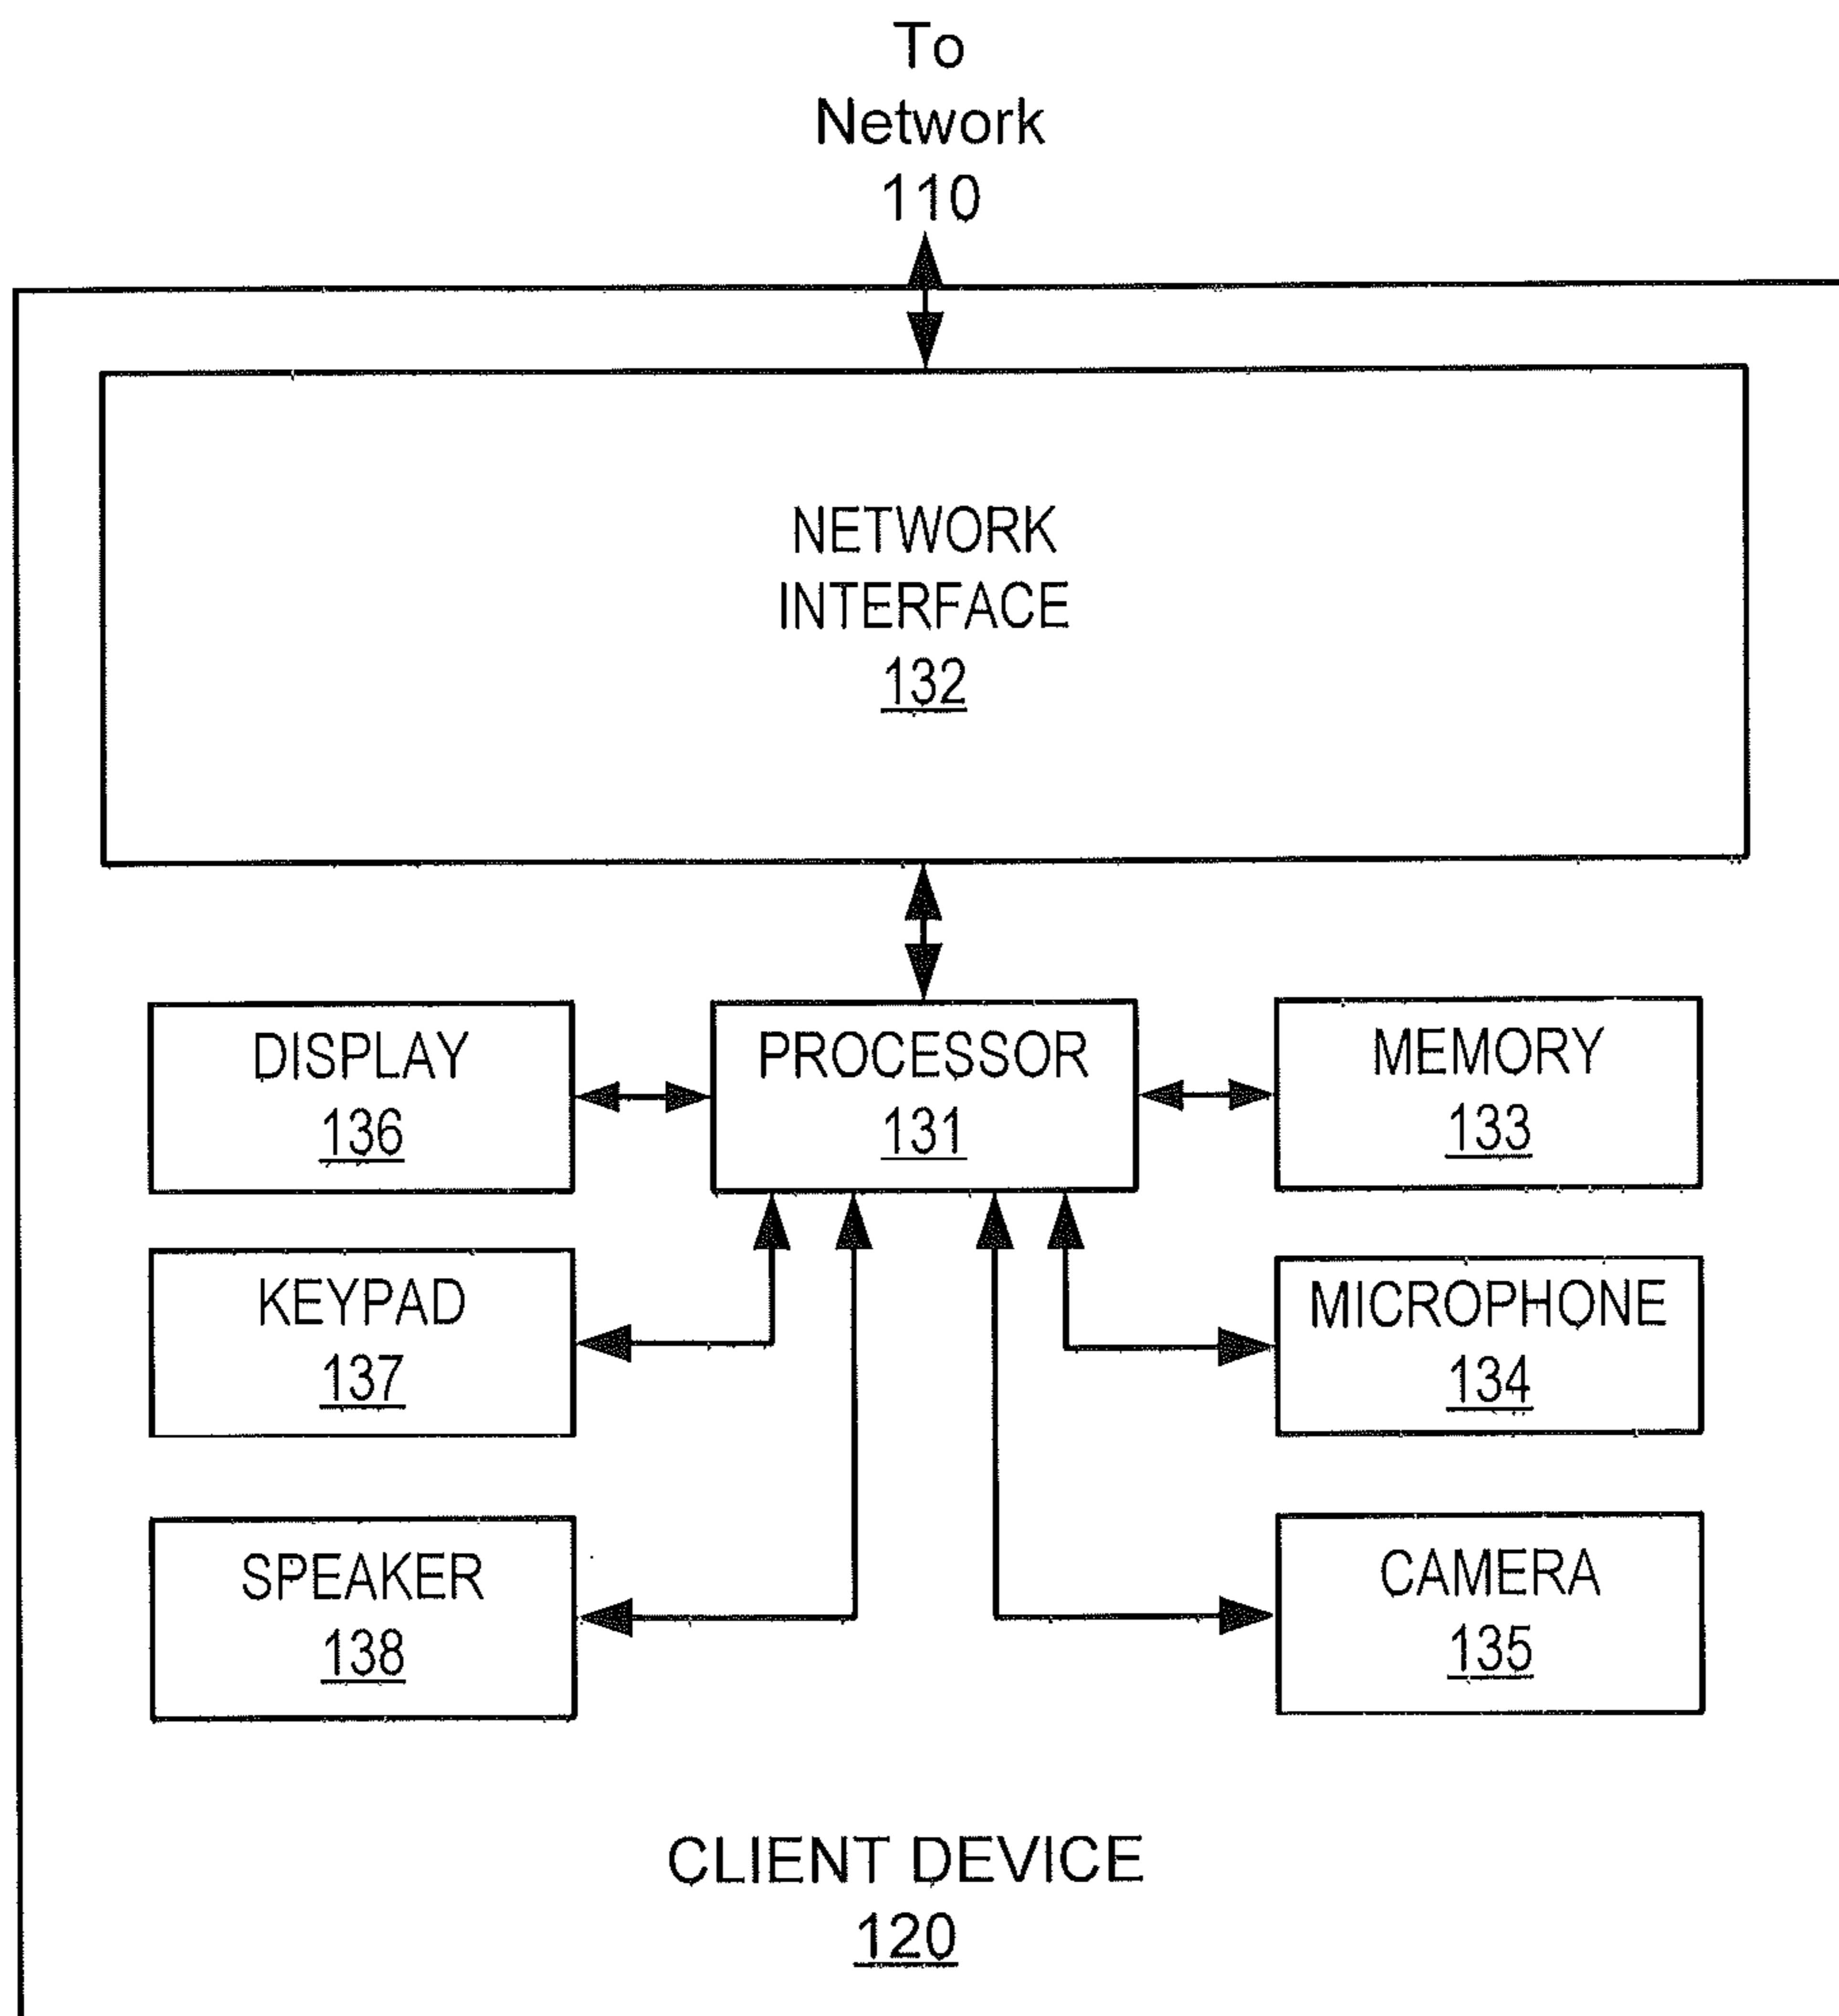 To
Network
110
NETWORK
INTERFACE
132
DISPLAY
136
PROCESSOR
131
MEMORY
133
KEYPAD
137
MICROPHONE
134
SPEAKER
138
CAMERA
135
CLIENT DEVICE
120